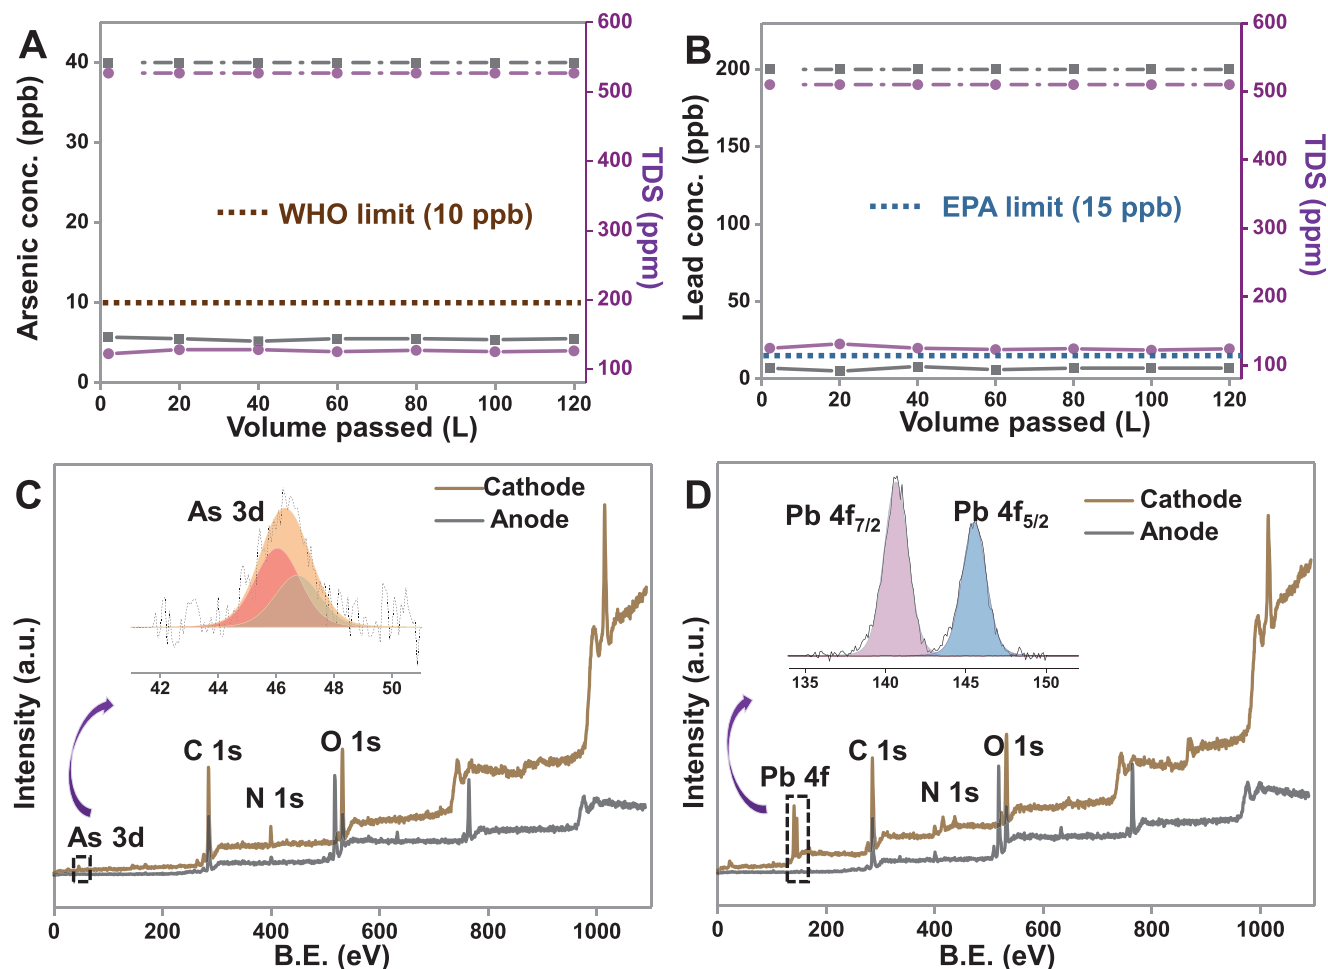 A
Arsenic conc. (ppb)
40
30
20
10
0
WHO limit (10 ppb)
600
500
400
300
200
100
TDS (ppm)
0 20 40 60 80 100 120
Volume passed (L)
B
Lead conc. (ppb)
200
150
100
50
0
EPA limit (15 ppb)
600
500
400
300
200
100
TDS (ppm)
0 20 40 60 80 100 120
Volume passed (L)
C
Intensity (a.u.)
As 3d
Cathode
Anode
42 44 46 48 50
C 1s
N 1s
O 1s
As 3d
0 200 400 600 800 1000
B.E. (eV)
D
Intensity (a.u.)
Pb 4f7/2
Pb 4f5/2
Cathode
Anode
135 140 145 150
Pb 4f
C 1s
N 1s
O 1s
0 200 400 600 800 1000
B.E. (eV)